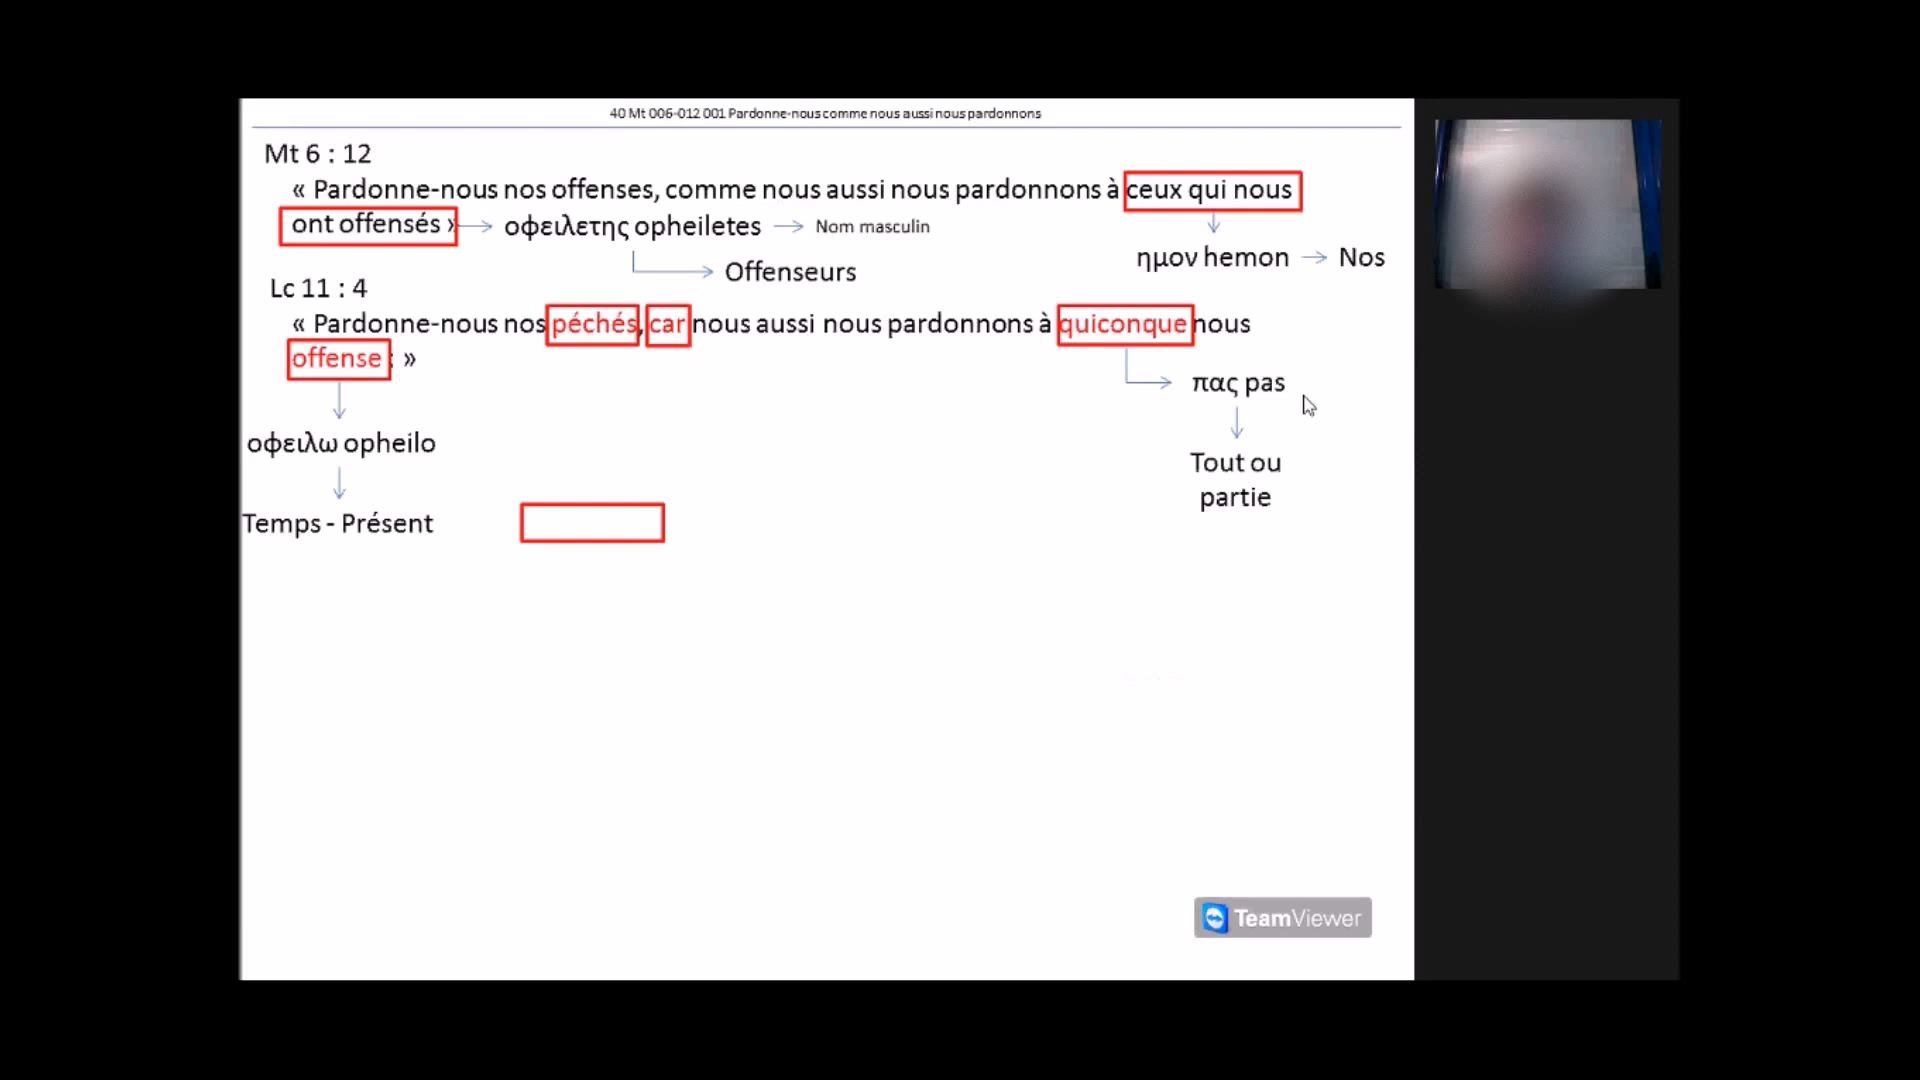 40 Mt 006-012 001 Pardonne-nous comme nous aussi nous pardonnons
Mt 6 : 12
« Pardonne-nous nos offenses, comme nous aussi nous pardonnons à ceux qui nous
ont offensés » οφειλετης opheiletes Nom masculin
ημον hemon Nos
Offenseurs
Lc 11 : 4
« Pardonne-nous nos péchés, car nous aussi nous pardonnons à quiconque nous
offense : »
πας pas
οφειλω opheilo
Tout ou
partie
Temps - Présent
TeamViewer